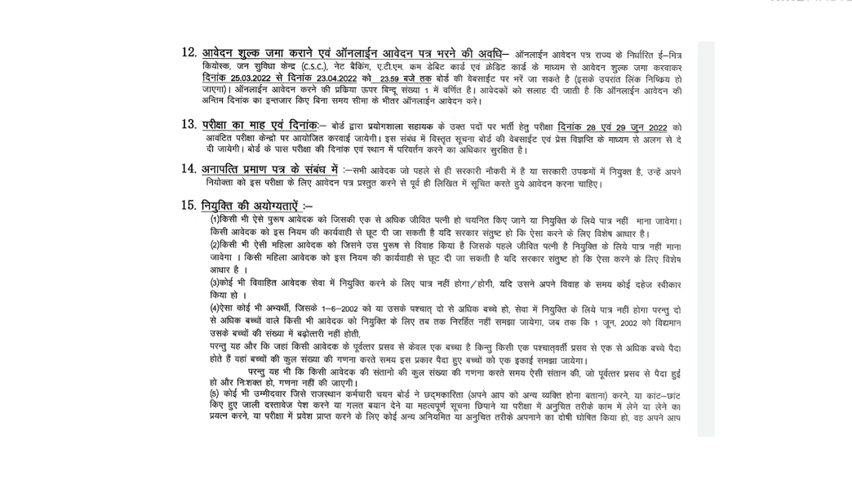 12. आवेदन शुल्क जमा कराने एवं ऑनलाईन आवेदन पत्र भरने की अवधि– ऑनलाईन आवेदन पत्र राज्य के निर्धारित ई–मित्र
कियोस्क, जन सुविधा केन्द्र (C.S.C.), नेट बैंकिंग, ए.टी.एम. कम डेबिट कार्ड एवं क्रेडिट कार्ड के माध्यम से आवेदन शुल्क जमा करवाकर
दिनांक 25.03.2022 से दिनांक 23.04.2022 को 23.59 बजे तक बोर्ड की वेबसाईट पर भरें जा सकते है (इसके उपरांत लिंक निष्क्रिय हो
जाएगा)। ऑनलाईन आवेदन करने की प्रक्रिया ऊपर बिन्दू संख्या 1 में वर्णित है। आवेदकों को सलाह दी जाती है कि ऑनलाईन आवेदन की
अन्तिम दिनांक का इन्तजार किए बिना समय सीमा के भीतर ऑनलाईन आवेदन करे।
13. परीक्षा का माह एवं दिनांकः– बोर्ड द्वारा प्रयोगशाला सहायक के उक्त पदों पर भर्ती हेतु परीक्षा दिनांक 28 एवं 29 जून 2022 को
आवंटित परीक्षा केन्द्रो पर आयोजित करवाई जायेगी। इस संबंध में विस्तृत सूचना बोर्ड की वेबसाईट एवं प्रेस विज्ञप्ति के माध्यम से अलग से दे
दी जायेगी। बोर्ड के पास परीक्षा की दिनांक एवं स्थान में परिवर्तन करने का अधिकार सुरक्षित है।
14. अनापत्ति प्रमाण पत्र के संबंध में :–सभी आवेदक जो पहले से ही सरकारी नौकरी में है या सरकारी उपक्रमों में नियुक्त है, उन्हें अपने
नियोक्ता को इस परीक्षा के लिए आवेदन पत्र प्रस्तुत करने से पूर्व ही लिखित में सूचित करते हुये आवेदन करना चाहिए।
15. नियुक्ति की अयोग्यताऐं :–
(1)किसी भी ऐसे पुरूष आवेदक को जिसकी एक से अधिक जीवित पत्नी हो चयनित किए जाने या नियुक्ति के लिये पात्र नहीं माना जावेगा।
किसी आवेदक को इस नियम की कार्यवाही से छूट दी जा सकती है यदि सरकार संतुष्ट हो कि ऐसा करने के लिए विशेष आधार है।
(2)किसी भी ऐसी महिला आवेदक को जिसने उस पुरूष से विवाह किया है जिसके पहले जीवित पत्नी है नियुक्ति के लिये पात्र नहीं माना
जावेगा । किसी महिला आवेदक को इस नियम की कार्यवाही से छूट दी जा सकती है यदि सरकार संतुष्ट हो कि ऐसा करने के लिए विशेष
आधार है ।
(3)कोई भी विवाहित आवेदक सेवा में नियुक्ति करने के लिए पात्र नहीं होगा/होगी, यदि उसने अपने विवाह के समय कोई दहेज स्वीकार
किया हो ।
(4)ऐसा कोई भी अभ्यर्थी, जिसके 1–6–2002 को या उसके पश्चात् दो से अधिक बच्चे हो, सेवा में नियुक्ति के लिये पात्र नहीं होगा परन्तु दो
से अधिक बच्चों वाले किसी भी आवेदक को नियुक्ति के लिए तब तक निरर्हित नहीं समझा जायेगा, जब तक कि 1 जून, 2002 को विद्यमान
उसके बच्चों की संख्या में बढ़ोत्तरी नहीं होती,
परन्तु यह और कि जहां किसी आवेदक के पूर्वत्तर प्रसव से केवल एक बच्चा है किन्तु किसी एक पश्चात्वर्ती प्रसव से एक से अधिक बच्चे पैदा
होते हैं वहां बच्चों की कुल संख्या की गणना करते समय इस प्रकार पैदा हुए बच्चों को एक इकाई समझा जायेगा।
परन्तु यह भी कि किसी आवेदक की संतानो की कुल संख्या की गणना करते समय ऐसी संतान की, जो पूर्वत्तर प्रसव से पैदा हुई
हो और निःशक्त हो, गणना नहीं की जाएगी।
(5) कोई भी उम्मीदवार जिसे राजस्थान कर्मचारी चयन बोर्ड ने छद्मकारिता (अपने आप को अन्य व्यक्ति होना बताना) करने, या कांट–छांट
किए हुए जाली दस्तावेज पेश करने या गलत बयान देने या महत्वपूर्ण सूचना छिपाने या परीक्षा में अनुचित तरीके काम में लेने या लेने का
प्रयत्न करने, या परीक्षा में प्रवेश प्राप्त करने के लिए कोई अन्य अनियमित या अनुचित तरीके अपनाने का दोषी घोषित किया हो, वह अपने आप